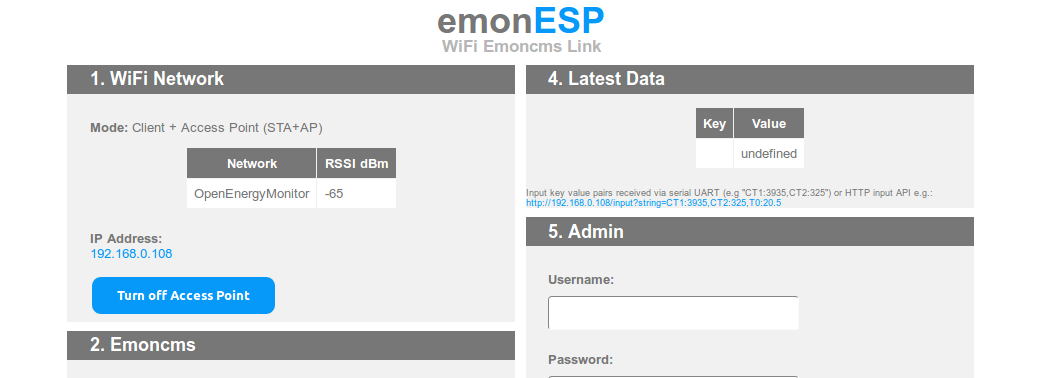 emonESP
WiFi Emoncms Link
1. WiFi Network
Mode: Client + Access Point (STA+AP)
Network RSSI dBm
OpenEnergyMonitor -65
IP Address:
192.168.0.108
Turn off Access Point
2. Emoncms
4. Latest Data
Key Value
undefined
Input key value pairs received via serial UART (e.g "CT1:3935,CT2:325") or HTTP input API e.g.:
http://192.168.0.108/input?string=CT1:3935,CT2:325,T0:20.5
5. Admin
Username:
Password: